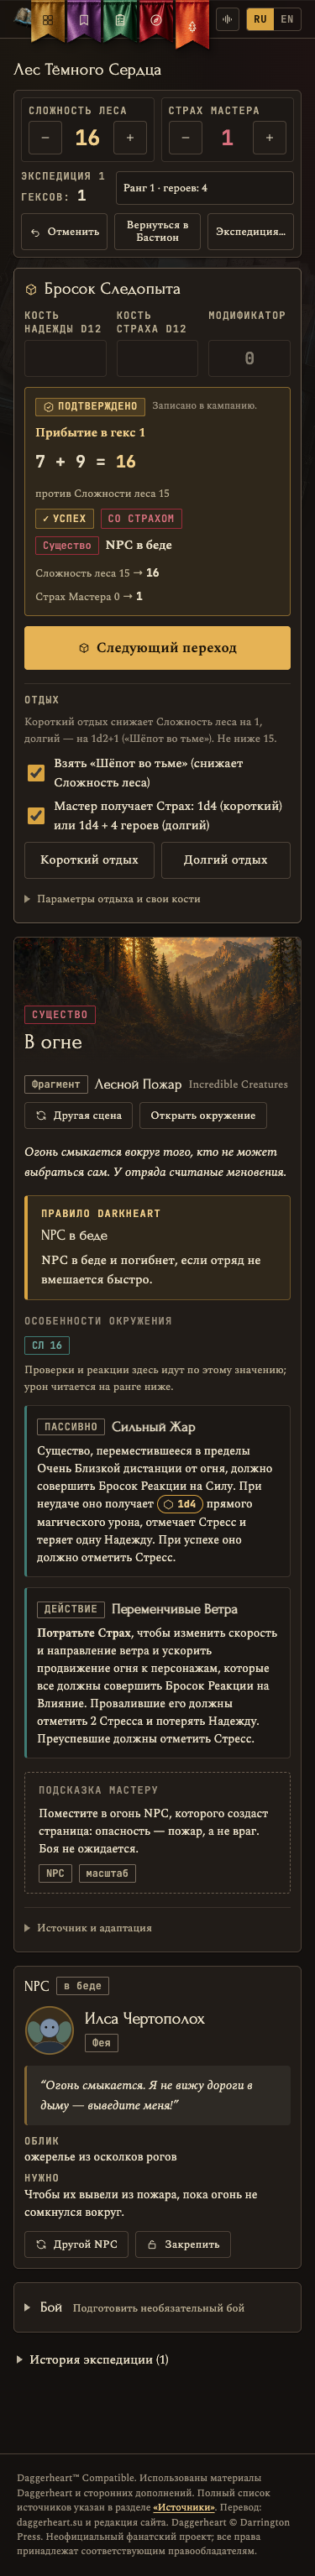 RU EN
Лес Тёмного Сердца
СЛОЖНОСТЬ ЛЕСА
СТРАХ МАСТЕРА
− 16 +
− 1 +
ЭКСПЕДИЦИЯ 1
ГЕКСОВ: 1
Ранг 1 · героев: 4
Отменить
Вернуться в
Бастион
Экспедиция…
Бросок Следопыта
КОСТЬ
НАДЕЖДЫ D12
КОСТЬ
СТРАХА D12
МОДИФИКАТОР
0
ПОДТВЕРЖДЕНО Записано в кампанию.
Прибытие в гекс 1
7 + 9 = 16
против Сложности леса 15
✓ УСПЕХ СО СТРАХОМ
Существо NPC в беде
Сложность леса 15 → 16
Страх Мастера 0 → 1
Следующий переход
ОТДЫХ
Короткий отдых снижает Сложность леса на 1,
долгий — на 1d2+1 («Шёпот во тьме»). Не ниже 15.
Взять «Шёпот во тьме» (снижает
Сложность леса)
Мастер получает Страх: 1d4 (короткий)
или 1d4 + 4 героев (долгий)
Короткий отдых
Долгий отдых
Параметры отдыха и свои кости
СУЩЕСТВО
В огне
Фрагмент Лесной Пожар Incredible Creatures
Другая сцена
Открыть окружение
Огонь смыкается вокруг того, кто не может
выбраться сам. У отряда считаные мгновения.
ПРАВИЛО DARKHEART
NPC в беде
NPC в беде и погибнет, если отряд не
вмешается быстро.
ОСОБЕННОСТИ ОКРУЖЕНИЯ
СЛ 16
Проверки и реакции здесь идут по этому значению;
урон читается на ранге ниже.
ПАССИВНО Сильный Жар
Существо, переместившееся в пределы
Очень Близкой дистанции от огня, должно
совершить Бросок Реакции на Силу. При
неудаче оно получает 1d4 прямого
магического урона, отмечает Стресс и
теряет одну Надежду. При успехе оно
должно отметить Стресс.
ДЕЙСТВИЕ Переменчивые Ветра
Потратьте Страх, чтобы изменить скорость
и направление ветра и ускорить
продвижение огня к персонажам, которые
все должны совершить Бросок Реакции на
Влияние. Провалившие его должны
отметить 2 Стресса и потерять Надежду.
Преуспевшие должны отметить Стресс.
ПОДСКАЗКА МАСТЕРУ
Поместите в огонь NPC, которого создаст
страница: опасность — пожар, а не враг.
Боя не ожидается.
NPC масштаб
Источник и адаптация
NPC в беде
Илса Чертополох
Фея
“Огонь смыкается. Я не вижу дороги в
дыму — выведите меня!”
ОБЛИК
ожерелье из осколков рогов
НУЖНО
Чтобы их вывели из пожара, пока огонь не
сомкнулся вокруг.
Другой NPC
Закрепить
Бой Подготовить необязательный бой
История экспедиции (1)
Daggerheart™ Compatible. Использованы материалы
Daggerheart и сторонних дополнений. Полный список
источников указан в разделе «Источники». Перевод:
daggerheart.su и редакция сайта. Daggerheart © Darrington
Press. Неофициальный фанатский проект; все права
принадлежат соответствующим правообладателям.